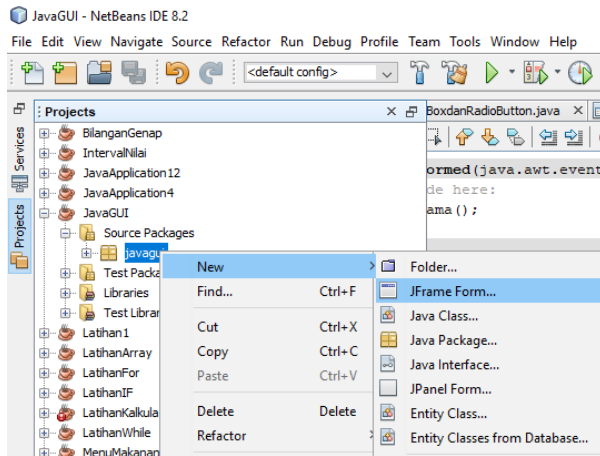 JavaGUI - NetBeans IDE 8.2
File Edit View Navigate Source Refactor Run Debug Profile Team Tools Window Help
<default config>
Projects
BoxdanRadioButton.java
Services
Projects
BilanganGenap
IntervalNilai
JavaApplication12
JavaApplication4
JavaGUI
Source Packages
javagu
Test Packa
Libraries
Test Librar
Latihan1
LatihanArray
LatihanFor
LatihanIF
LatihanKalkula
LatihanWhile
MenuMakanan
ormed(java.awt.event
de here:
ama();
New
Find... Ctrl+F
Cut Ctrl+X
Copy Ctrl+C
Paste Ctrl+V
Delete Delete
Refactor
Folder...
JFrame Form...
Java Class...
Java Package...
Java Interface...
JPanel Form...
Entity Class...
Entity Classes from Database...